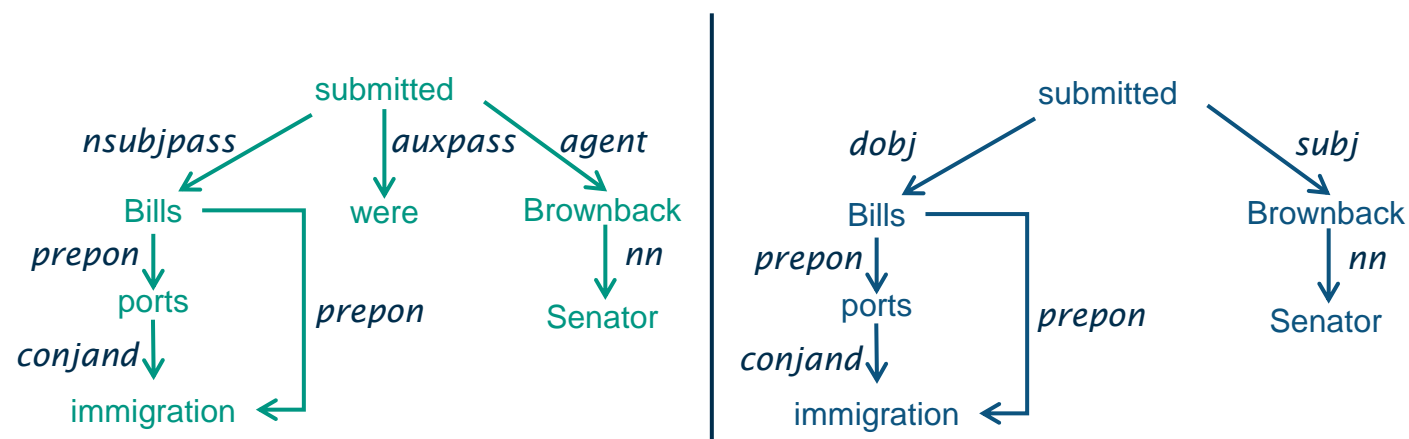 submitted
nsubjpass auxpass agent
Bills were Brownback
prepon nn
ports prepon Senator
conjand
immigration
submitted
dobj subj
Bills Brownback
prepon nn
ports prepon Senator
conjand
immigration